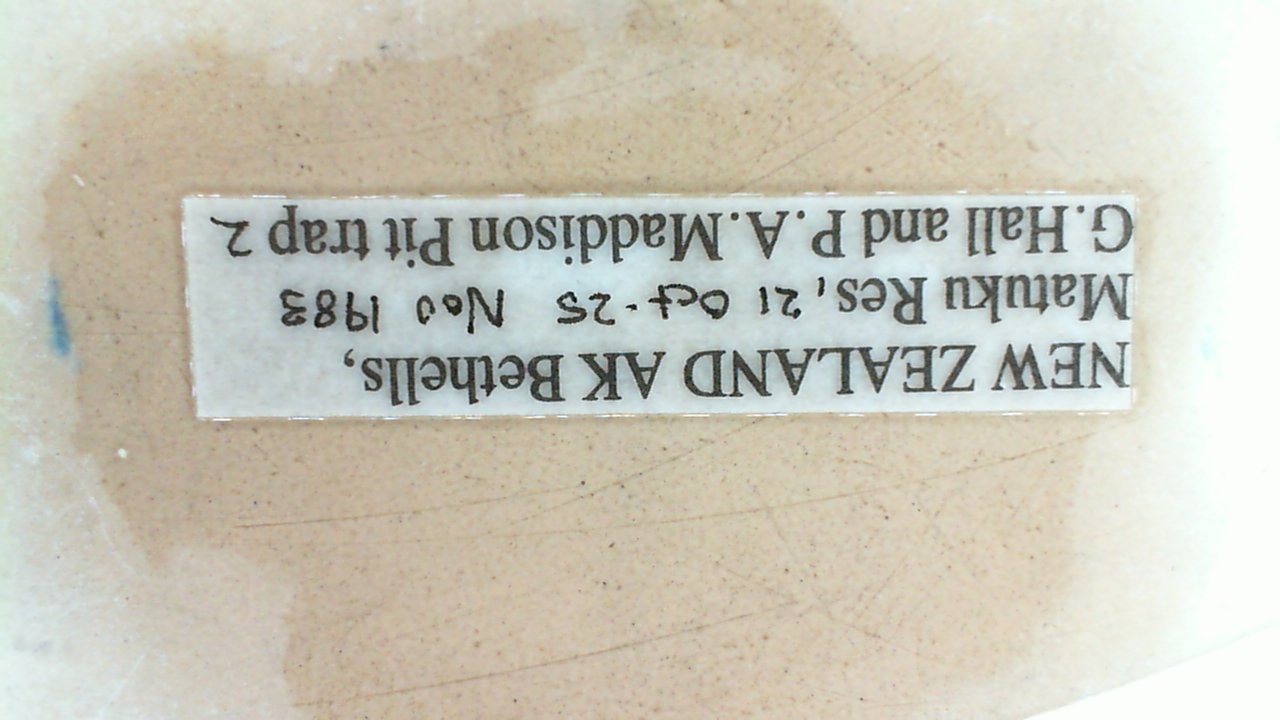 NEW ZEALAND AK Bethells,
Matuku Res, 21 Oct-25 Nov 1983
G.Hall and P.A.Maddison Pit trap 2